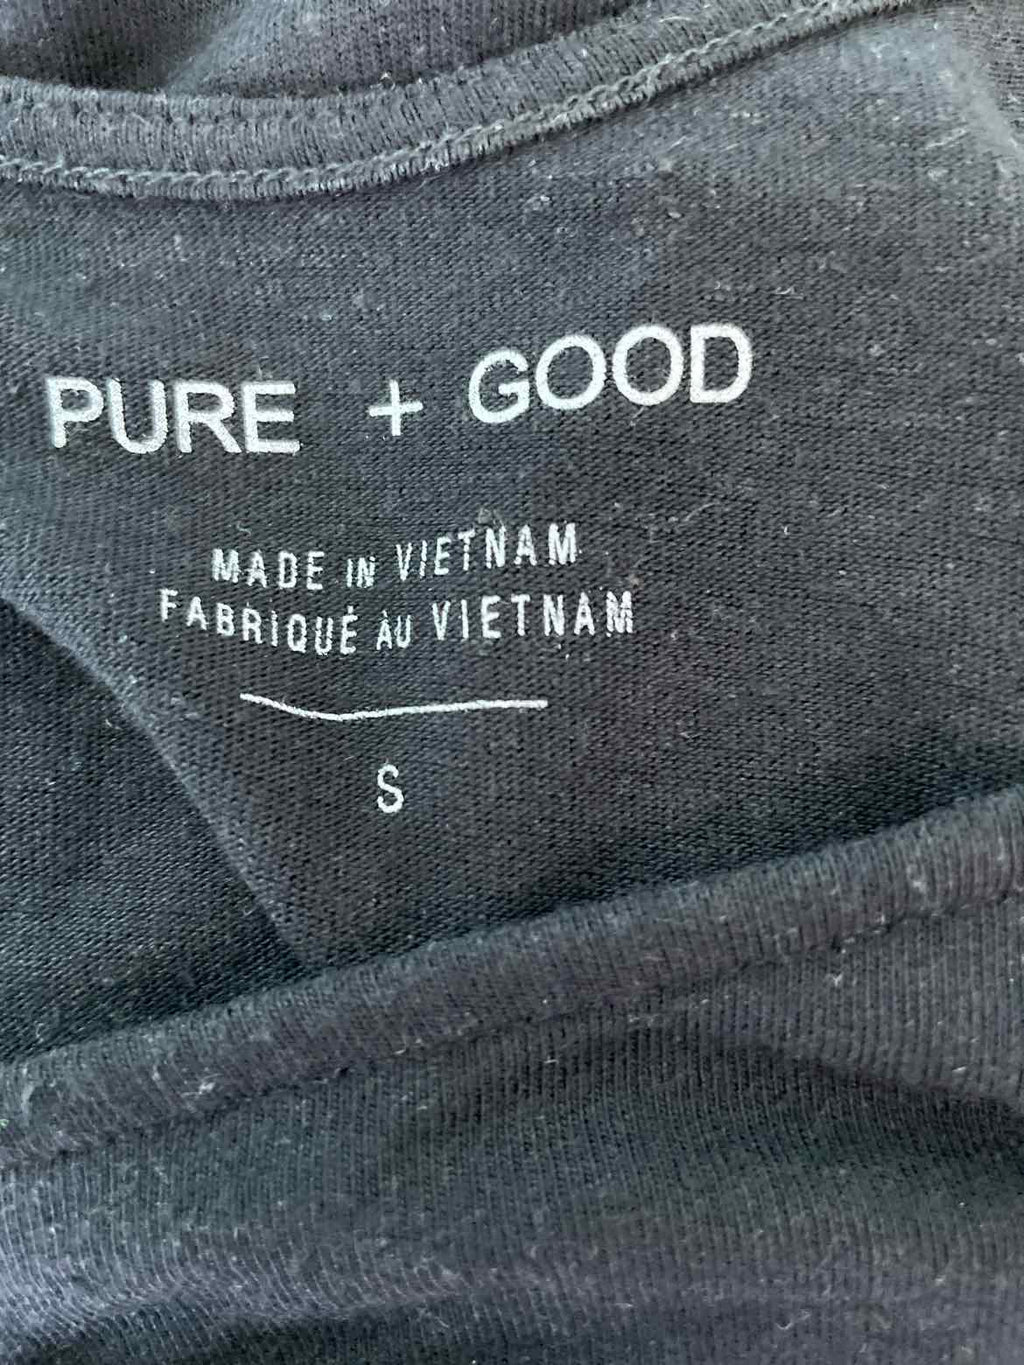 PURE + GOOD
MADE IN VIETNAM
FABRIQUÉ AU VIETNAM
S